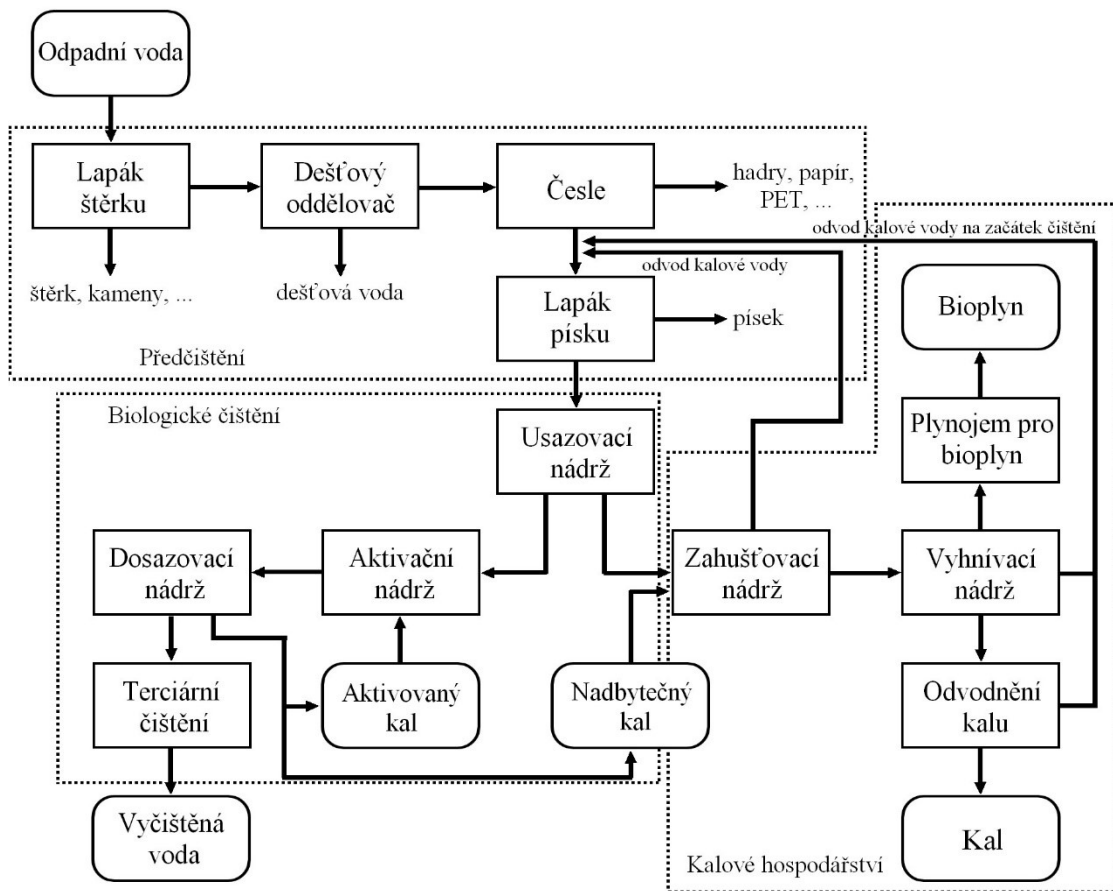 Odpadní voda
Lapák
štěrku
Dešťový
oddělovač
Česle
hadry, papír,
PET, ...
odvod kalové vody na začátek čištění
odvod kalové vody
štěrk, kameny, ...
dešťová voda
Lapák
písku
písek
Bioplyn
Předčištění
Biologické čištění
Usazovací
nádrž
Plynojem pro
bioplyn
Dosazovací
nádrž
Aktivační
nádrž
Zahušťovací
nádrž
Vyhnívací
nádrž
Terciární
čištění
Aktivovaný
kal
Nadbytečný
kal
Odvodnění
kalu
Vyčištěná
voda
Kal
Kalové hospodářství